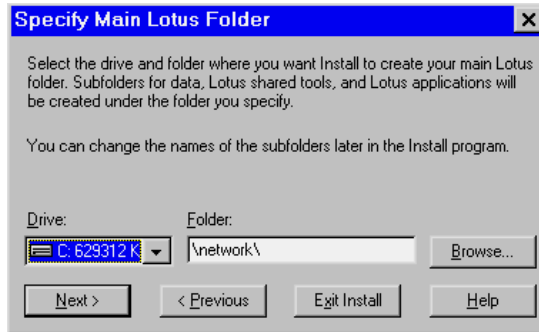 Specify Main Lotus Folder
Select the drive and folder where you want Install to create your main Lotus
folder. Subfolders for data, Lotus shared tools, and Lotus applications will
be created under the folder you specify.
You can change the names of the subfolders later in the Install program.
Drive: Folder:
C: 629312 K \network\ Browse...
Next > < Previous Exit Install Help